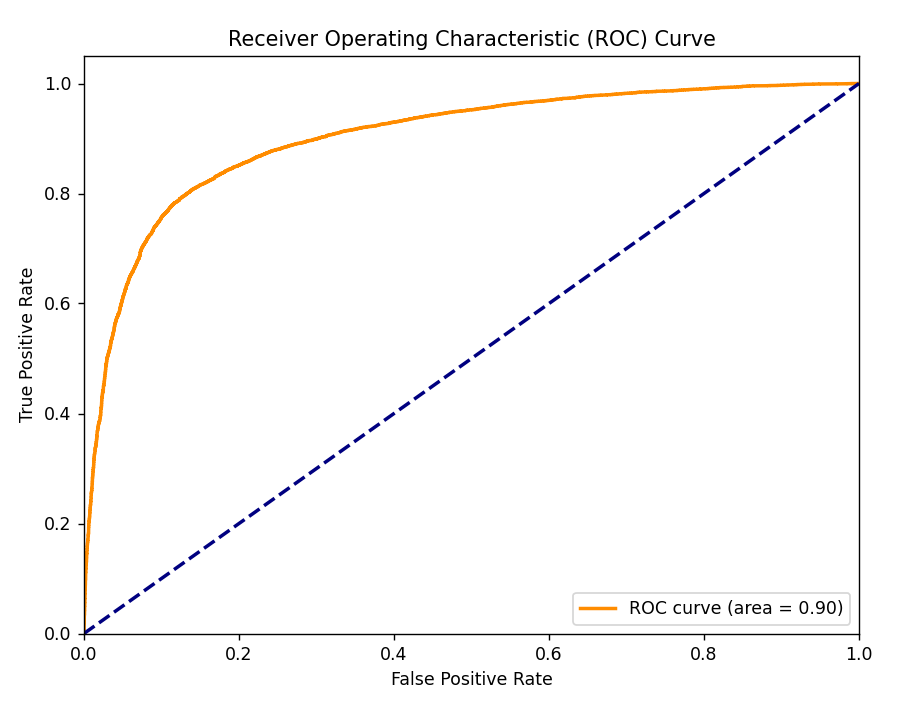 Receiver Operating Characteristic (ROC) Curve
1.0
0.8
0.6
0.4
0.2
0.0
True Positive Rate
ROC curve (area = 0.90)
0.0 0.2 0.4 0.6 0.8 1.0
False Positive Rate